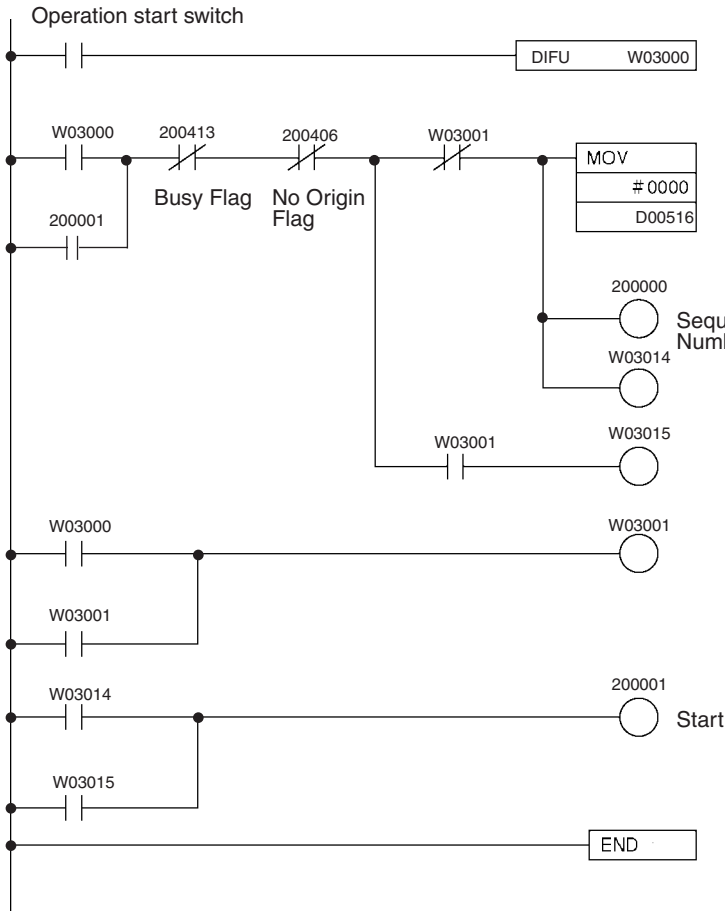 Operation start switch
DIFU W03000
W03000 200413 200406 W03001
MOV
Busy Flag No Origin
Flag
#0000
200001
D00516
200000
Sequ
Numl
W03014
W03001 W03015
W03000 W03001
W03001
W03014 200001
Start
W03015
END